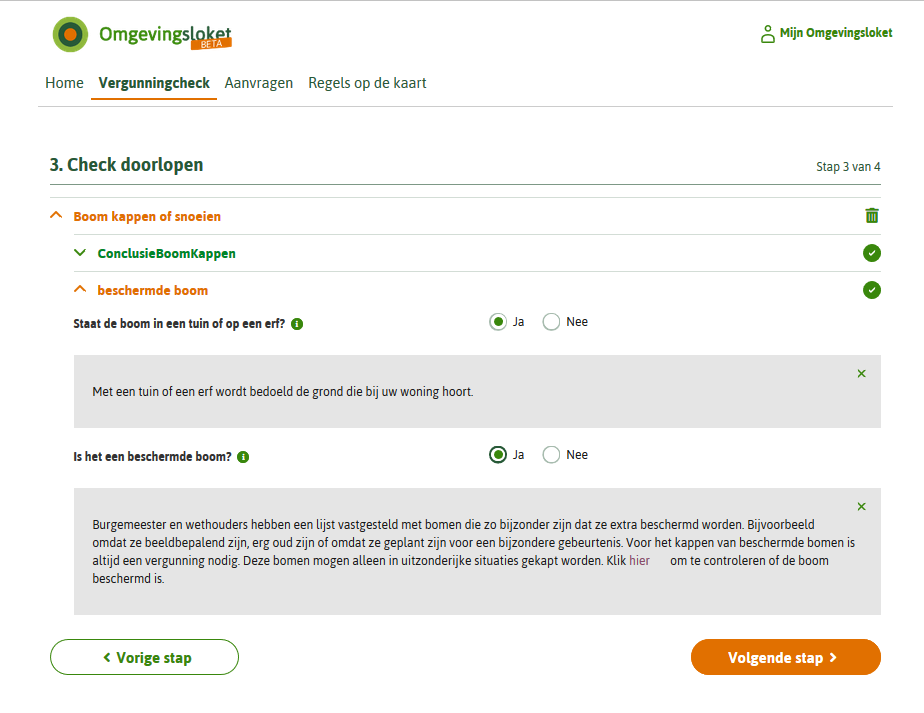 Omgevingsloket
BETA
Mijn Omgevingsloket
Home Vergunningcheck Aanvragen Regels op de kaart
3. Check doorlopen
Stap 3 van 4
Boom kappen of snoeien
ConclusieBoomKappen
beschermde boom
Staat de boom in een tuin of op een erf? i Ja Nee
Met een tuin of een erf wordt bedoeld de grond die bij uw woning hoort.
Is het een beschermde boom? i Ja Nee
Burgemeester en wethouders hebben een lijst vastgesteld met bomen die zo bijzonder zijn dat ze extra beschermd worden. Bijvoorbeeld
omdat ze beeldbepalend zijn, erg oud zijn of omdat ze geplant zijn voor een bijzondere gebeurtenis. Voor het kappen van beschermde bomen is
altijd een vergunning nodig. Deze bomen mogen alleen in uitzonderijke situaties gekapt worden. Klik hier om te controleren of de boom
beschermd is.
Vorige stap
Volgende stap